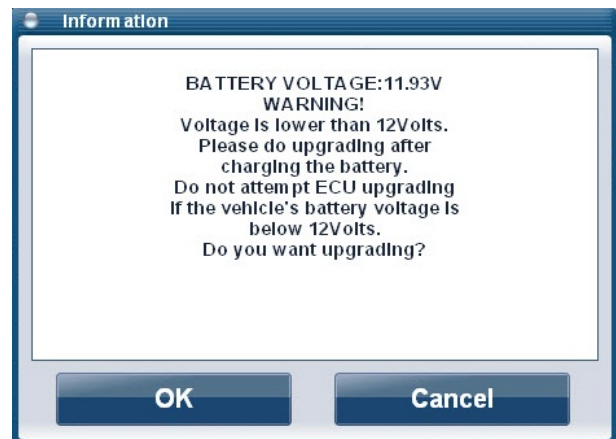 Information
BATTERY VOLTAGE:11.93V
WARNING!
Voltage is lower than 12Volts.
Please do upgrading after
charging the battery.
Do not attempt ECU upgrading
if the vehicle's battery voltage is
below 12Volts.
Do you want upgrading?
OK
Cancel